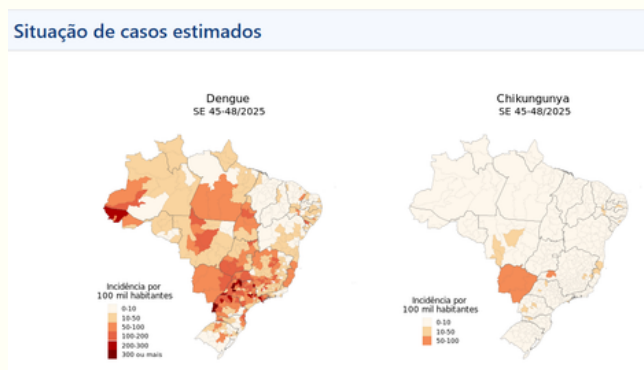 Situação de casos estimados
Dengue
SE 45-48/2025
Incidência por
100 mil habitantes
0-10
10-50
50-100
100-200
200-300
300 ou mais
Chikungunya
SE 45-48/2025
Incidência por
100 mil habitantes
0-10
10-50
50-100